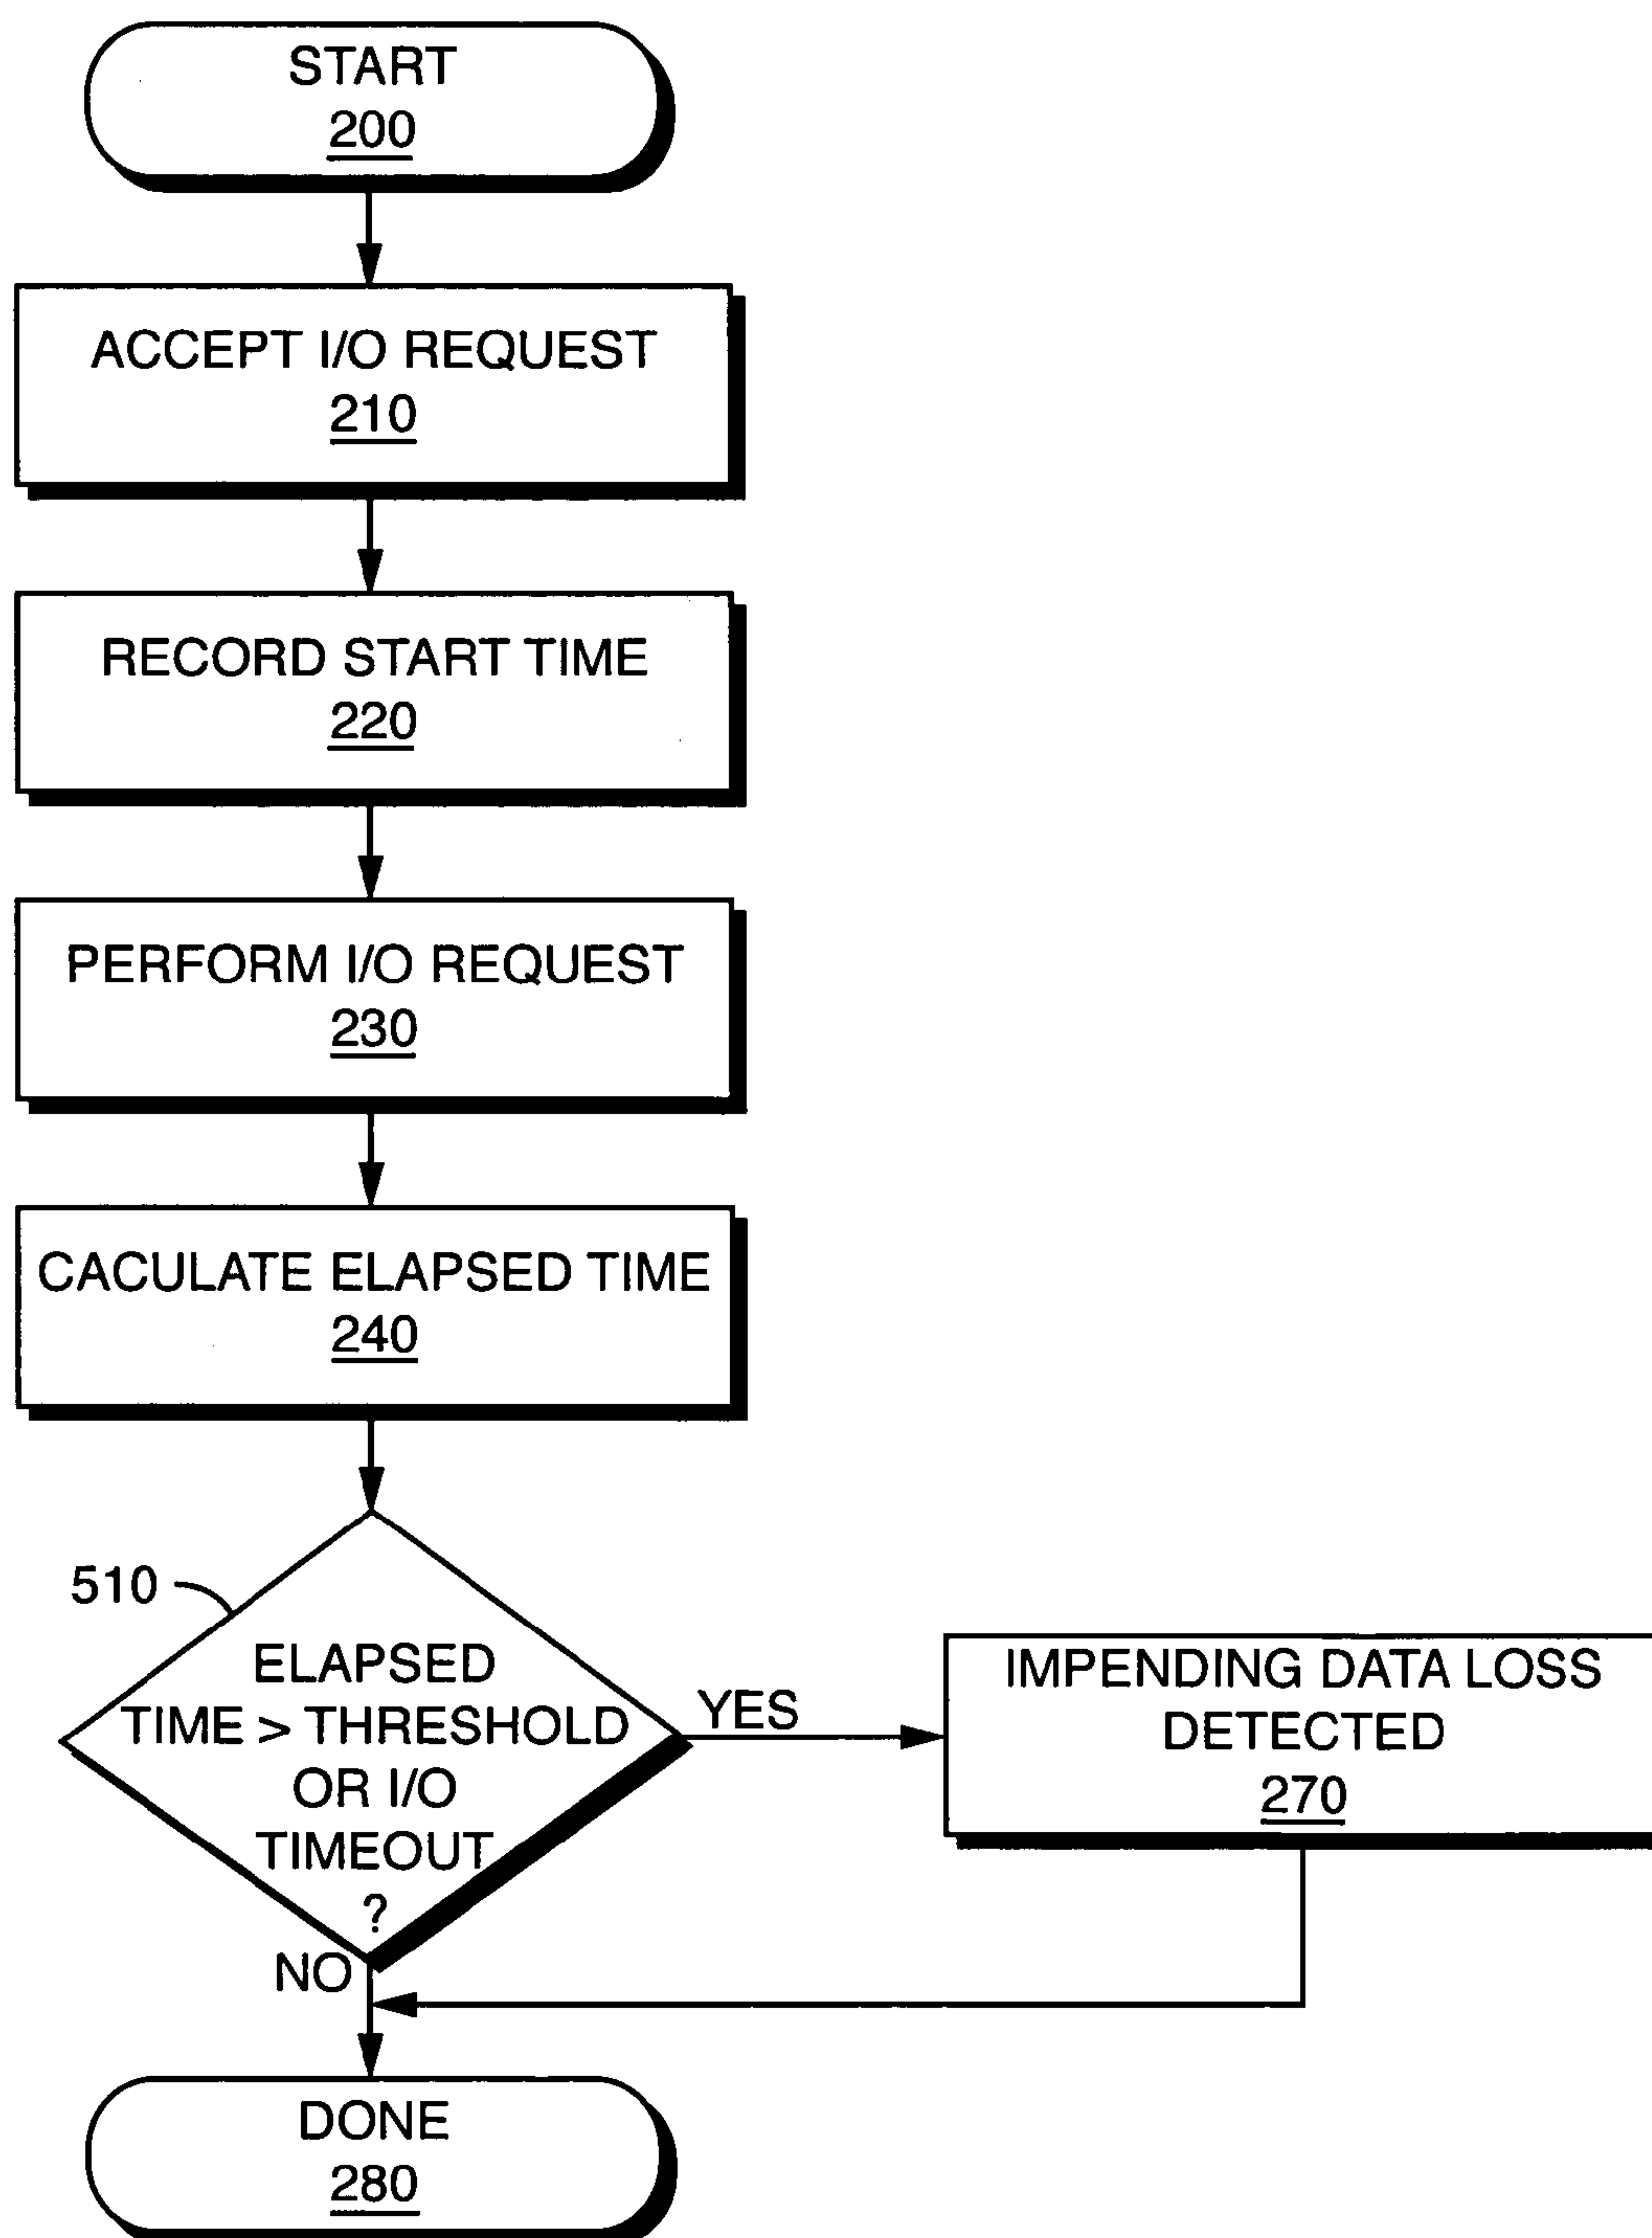 START
200
ACCEPT I/O REQUEST
210
RECORD START TIME
220
PERFORM I/O REQUEST
230
CACULATE ELAPSED TIME
240
510
ELAPSED
TIME > THRESHOLD
OR I/O
TIMEOUT
?
YES
IMPENDING DATA LOSS
DETECTED
270
NO
DONE
280